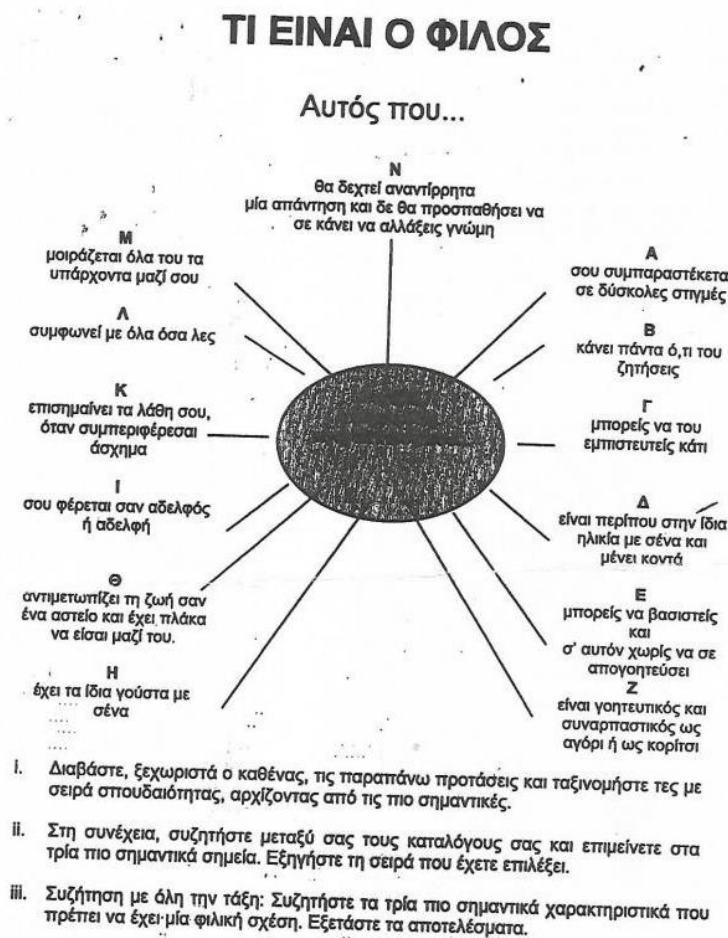 ΤΙ ΕΙΝΑΙ Ο ΦΙΛΟΣ
Αυτός που...
Ν
θα δεχτεί αναντίρρητα
μία απάντηση και δε θα προσπαθήσει να
σε κάνει να αλλάξεις γνώμη
Α
σου συμπαραστέκετα
σε δύσκολες στιγμές
Β
κάνει πάντα ό,τι του
ζητήσεις
Γ
μπορείς να του
εμπιστευτείς κάτι
Δ
είναι περίπου στην ίδια
ηλικία με σένα και
μένει κοντά
Ε
μπορείς να βασιστείς
και
σ' αυτόν χωρίς να σε
απογοητεύσει
Ζ
είναι γοητευτικός και
συναρπαστικός ως
αγόρι ή ως κορίτσι
Η
έχει τα ίδια γούστα με
σένα
Θ
αντιμετωπίζει τη ζωή σαν
ένα αστείο και έχει πλάκα
να είσαι μαζί του.
Ι
σου φέρεται σαν αδελφός
ή αδελφή
Κ
επισημαίνει τα λάθη σου,
όταν συμπεριφέρεσαι
άσχημα
Λ
συμφωνεί με όλα όσα λες
Μ
μοιράζεται όλα του τα
υπάρχοντα μαζί σου
i. Διαβάστε, ξεχωριστά ο καθένας, τις παραπάνω προτάσεις και ταξινομήστε τες με
σειρά σπουδαιότητας, αρχίζοντας από τις πιο σημαντικές.
ii. Στη συνέχεια, συζητήστε μεταξύ σας τους καταλόγους σας και επιμείνετε στα
τρία πιο σημαντικά σημεία. Εξηγήστε τη σειρά που έχετε επιλέξει.
iii. Συζήτηση με όλη την τάξη: Συζητήστε τα τρία πιο σημαντικά χαρακτηριστικά που
πρέπει να έχει μία φιλική σχέση. Εξετάστε τα αποτελέσματα.